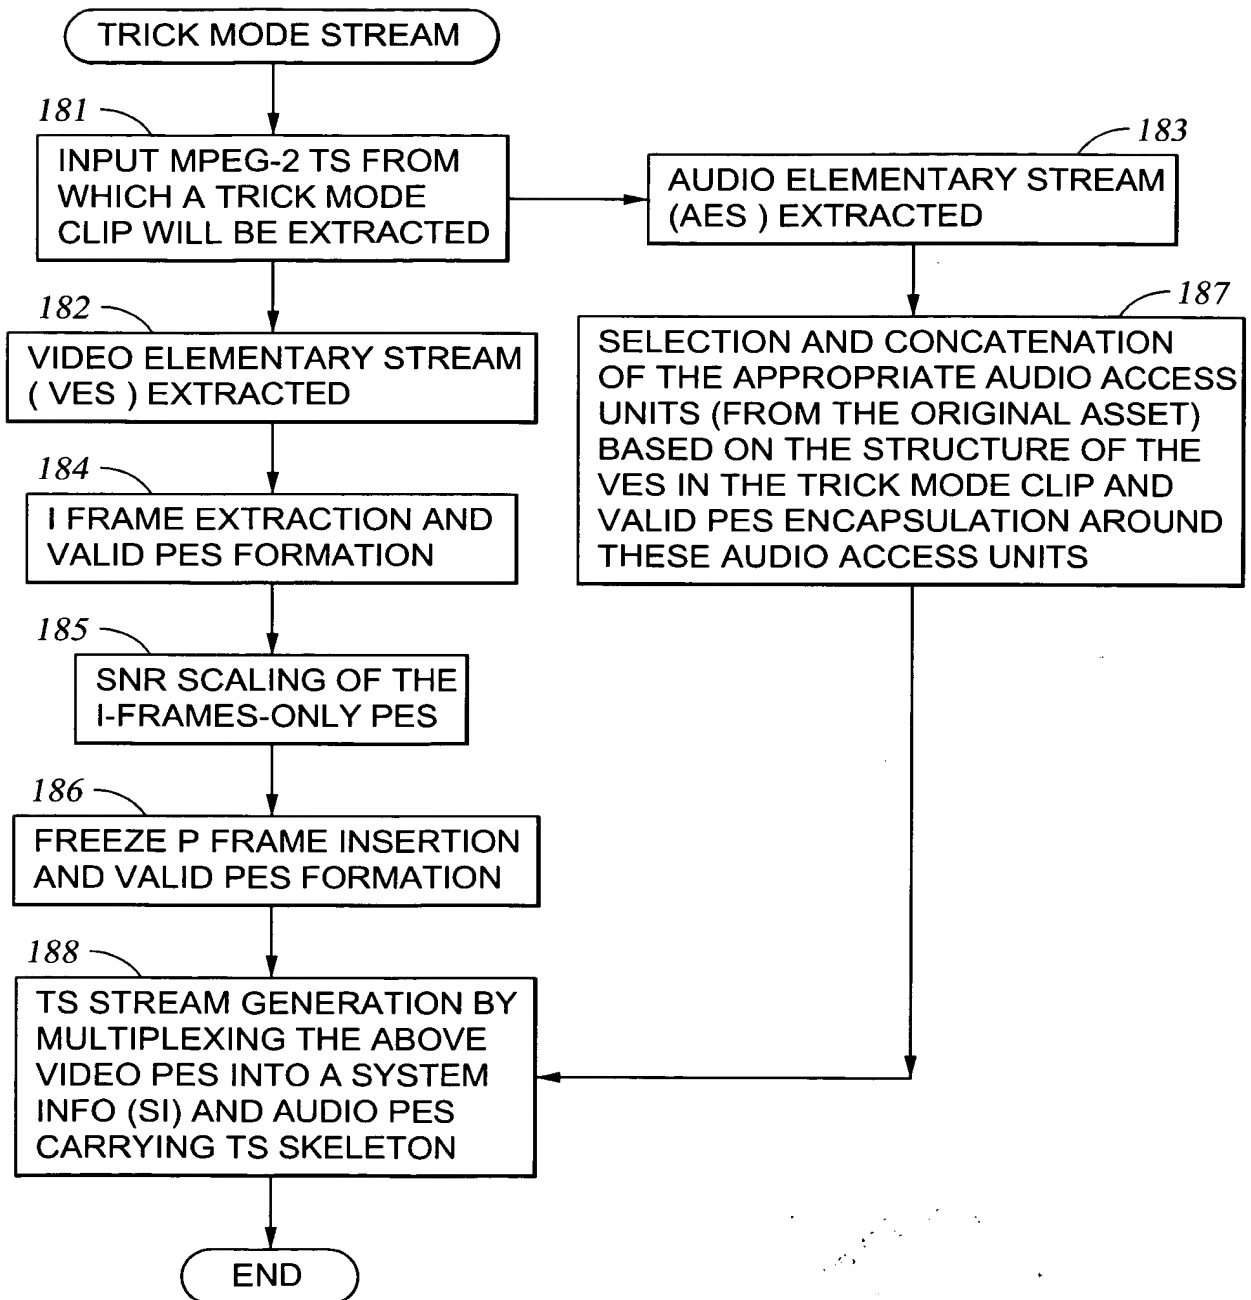 TRICK MODE STREAM
181
INPUT MPEG-2 TS FROM
WHICH A TRICK MODE
CLIP WILL BE EXTRACTED
183
AUDIO ELEMENTARY STREAM
(AES ) EXTRACTED
182
VIDEO ELEMENTARY STREAM
( VES ) EXTRACTED
187
SELECTION AND CONCATENATION
OF THE APPROPRIATE AUDIO ACCESS
UNITS (FROM THE ORIGINAL ASSET)
BASED ON THE STRUCTURE OF THE
VES IN THE TRICK MODE CLIP AND
VALID PES ENCAPSULATION AROUND
THESE AUDIO ACCESS UNITS
184
I FRAME EXTRACTION AND
VALID PES FORMATION
185
SNR SCALING OF THE
I-FRAMES-ONLY PES
186
FREEZE P FRAME INSERTION
AND VALID PES FORMATION
188
TS STREAM GENERATION BY
MULTIPLEXING THE ABOVE
VIDEO PES INTO A SYSTEM
INFO (SI) AND AUDIO PES
CARRYING TS SKELETON
END